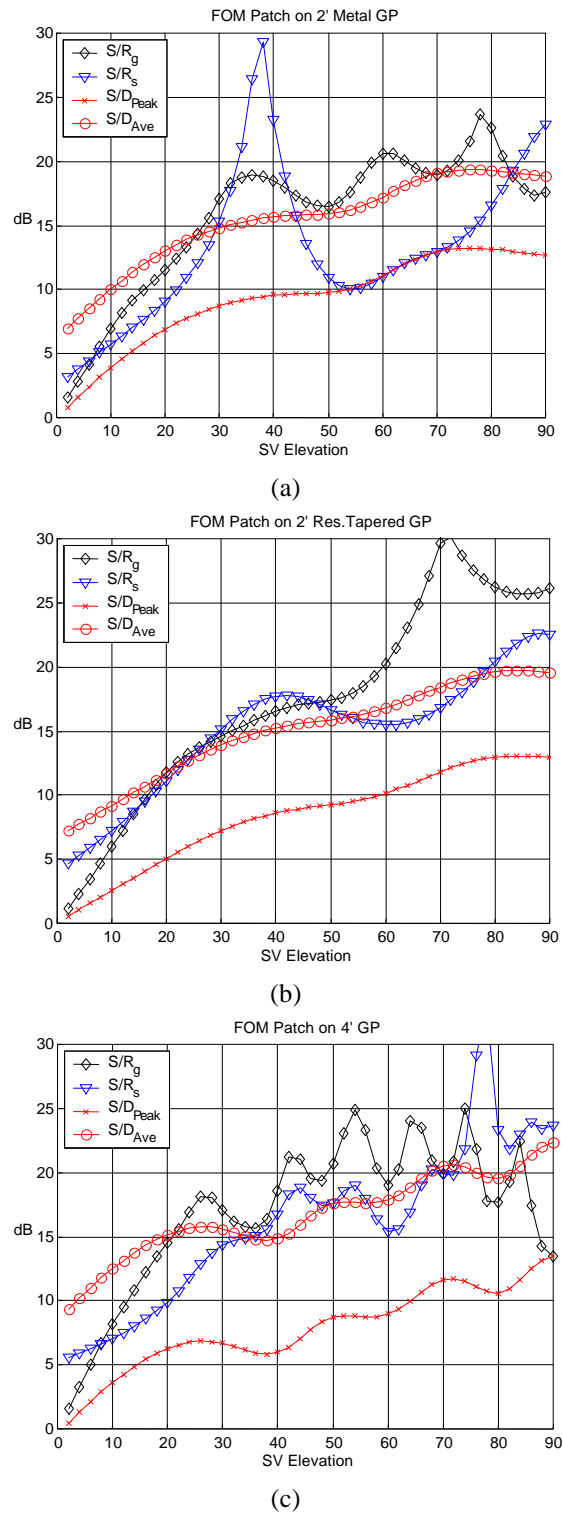 FOM Patch on 2' Metal GP
30
25
20
15
10
5
0
dB
S/R_g
S/R_s
S/D_Peak
S/D_Ave
0 10 20 30 40 50 60 70 80 90
SV Elevation
(a)
FOM Patch on 2' Res.Tapered GP
30
25
20
15
10
5
0
dB
S/R_g
S/R_s
S/D_Peak
S/D_Ave
0 10 20 30 40 50 60 70 80 90
SV Elevation
(b)
FOM Patch on 4' GP
30
25
20
15
10
5
0
dB
S/R_g
S/R_s
S/D_Peak
S/D_Ave
0 10 20 30 40 50 60 70 80 90
SV Elevation
(c)